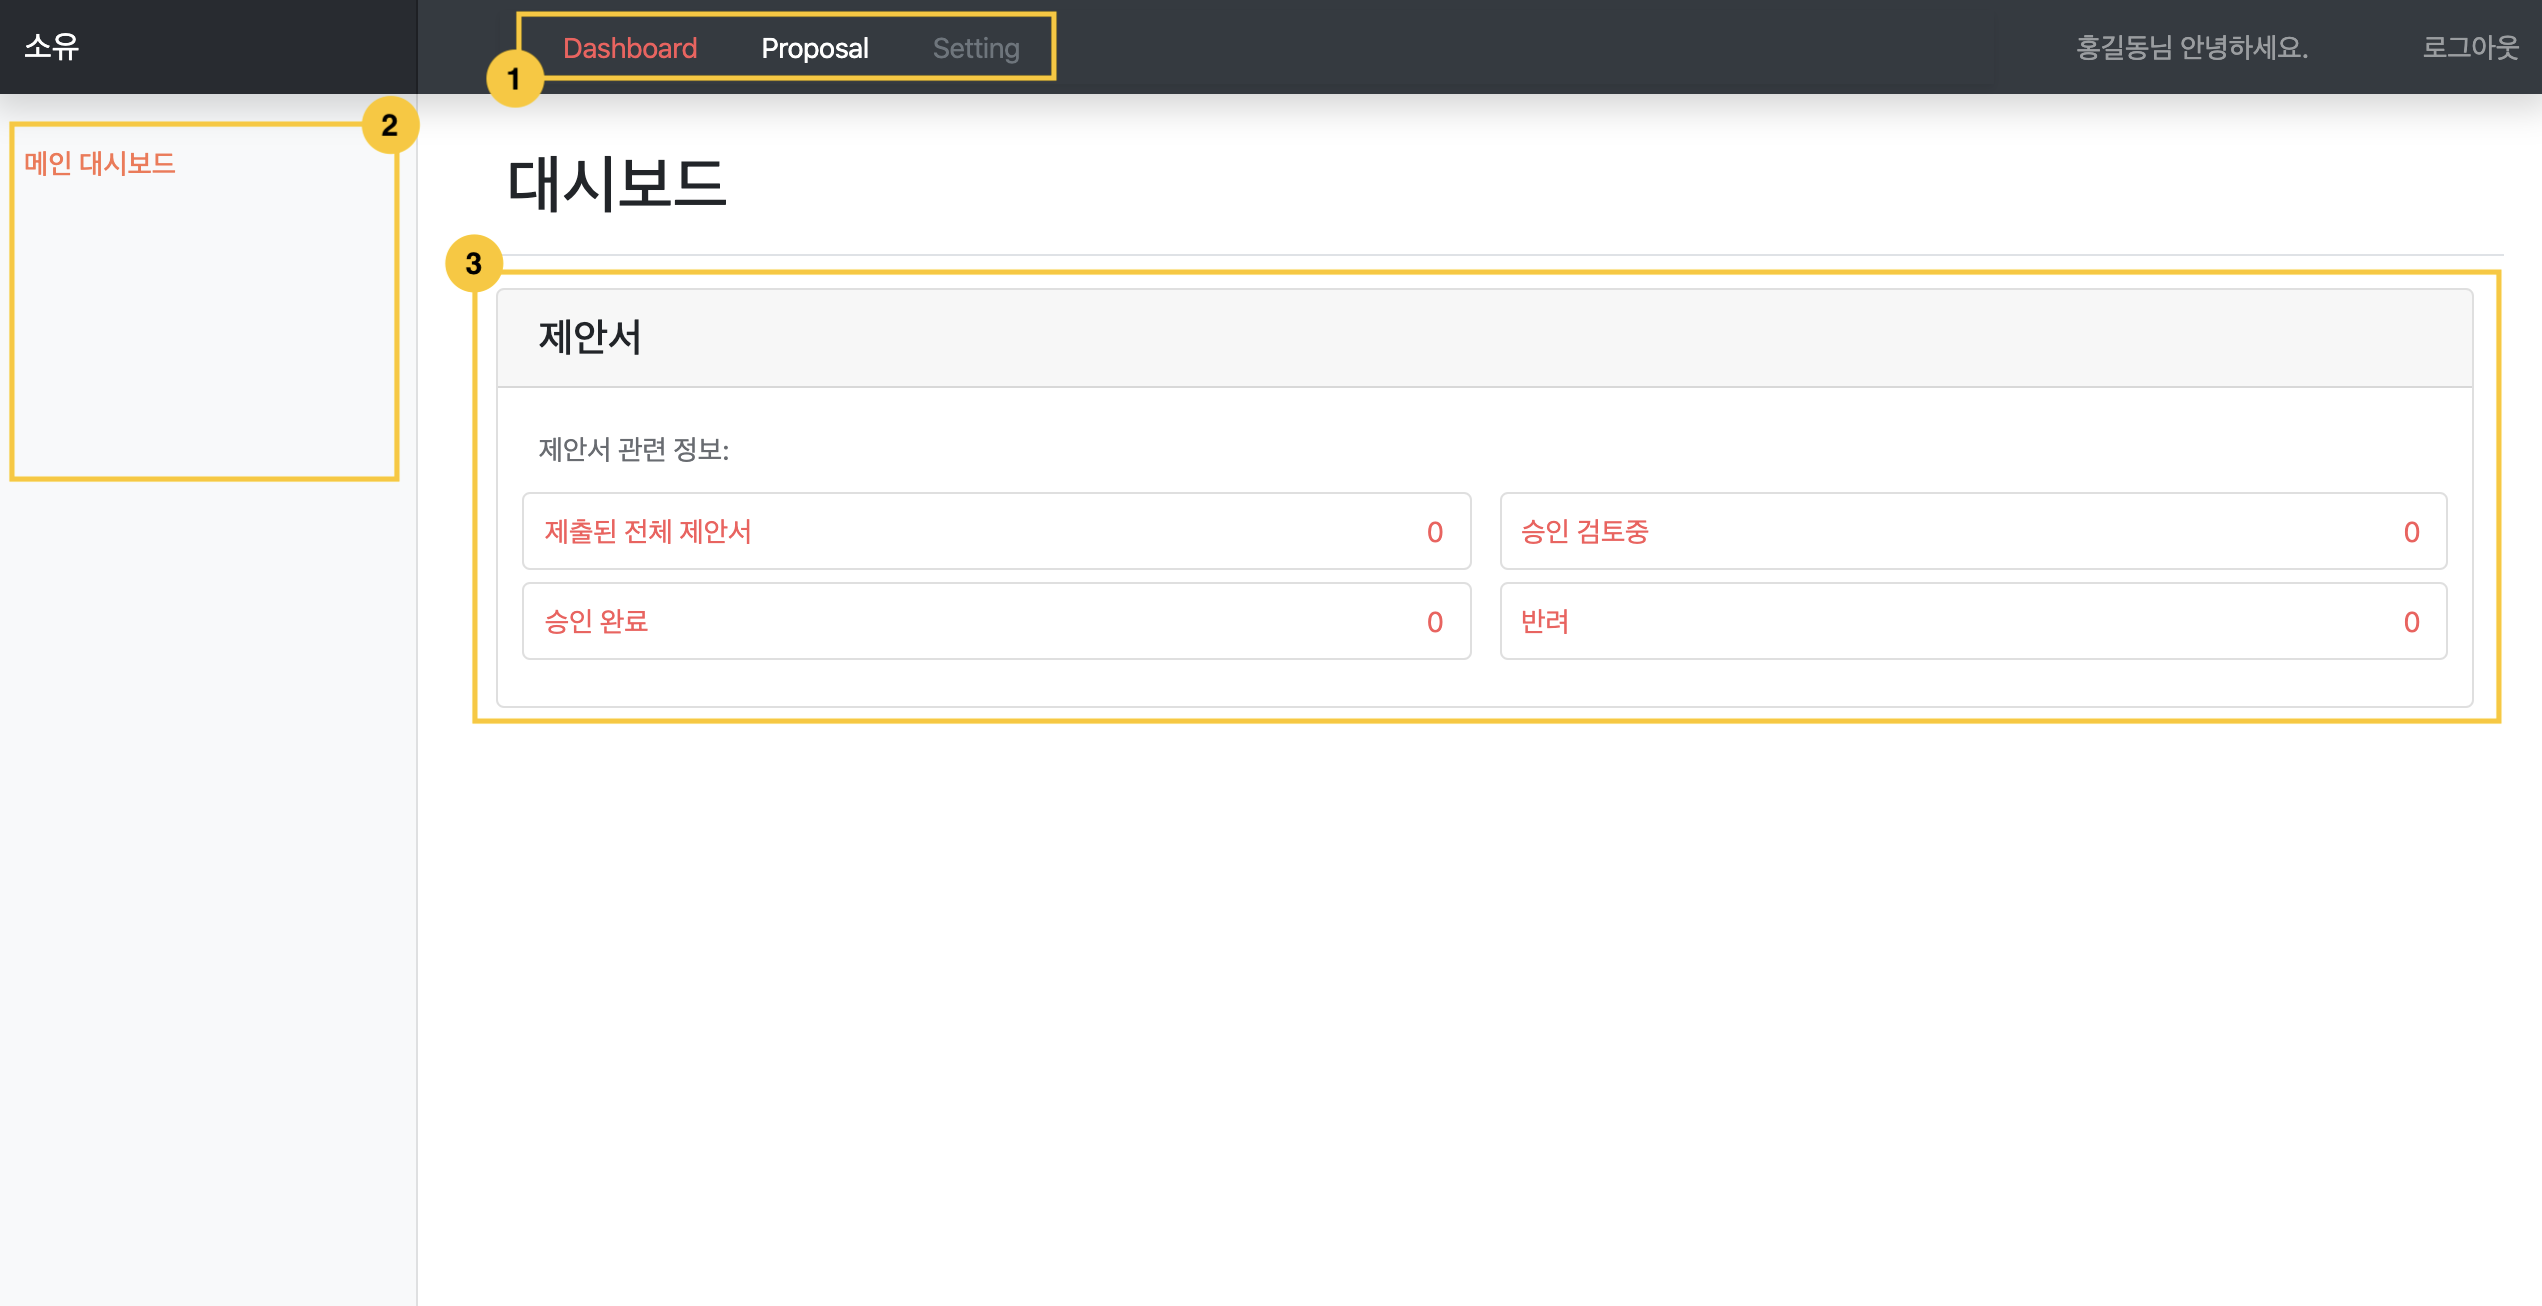 소유
Dashboard Proposal Setting
홍길동님 안녕하세요. 로그아웃
1
2
메인 대시보드
대시보드
3
제안서
제안서 관련 정보:
제출된 전체 제안서 0
승인 검토중 0
승인 완료 0
반려 0